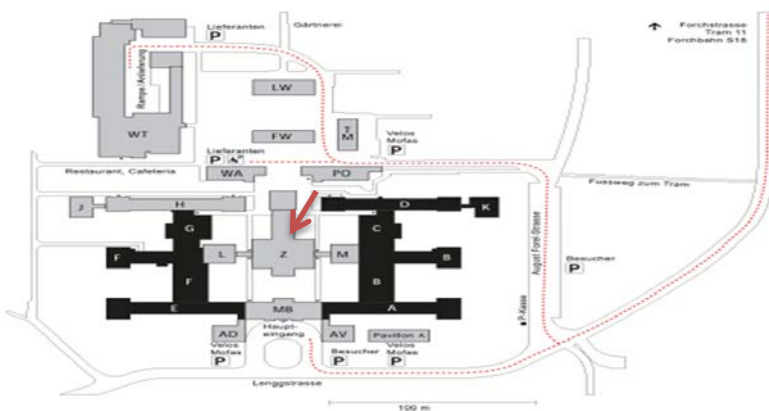 Lieferanten
P
Gärtnerei
Forchstrasse
Tram 11
Forchbahn S18
Rampe/Anlieferung
WT
LW
FW
TM
Velos
Mofas
P
Lieferanten
P
Restaurant, Cafeteria
WA
PO
Fussweg zum Tram
J
H
D
K
G
C
F
L
Z
M
B
F
B
August Forel-Strasse
Besucher
P
E
MB
A
P-Kasse
AD
Haupt-
eingang
AV
Pavillon A
Velos
Mofas
P
Besucher
P
Velos
Mofas
P
Lenggstrasse
100 m